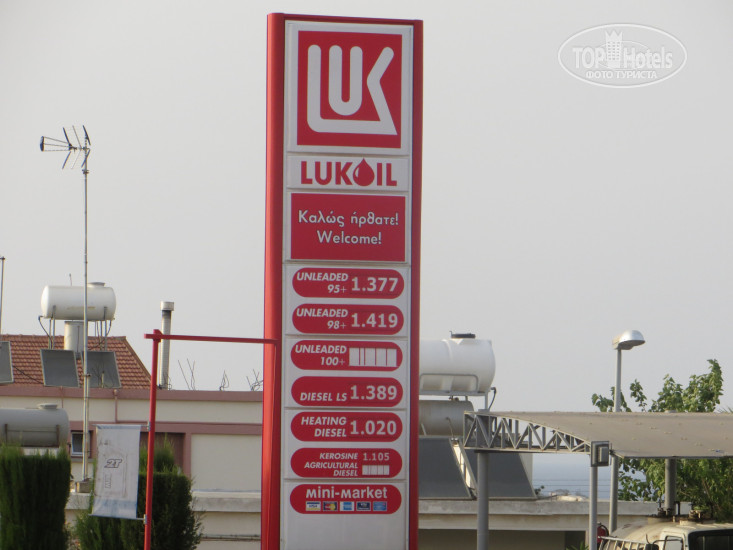 TOP Hotels
ФОТО ТУРИСТА
LUK
LUKOIL
Καλώς ήρθατε!
Welcome!
UNLEADED
95+ 1.377
UNLEADED
98+ 1.419
UNLEADED
100+
DIESEL LS 1.389
HEATING
DIESEL 1.020
KEROSINE 1.105
AGRICULTURAL
DIESEL
MINI-MARKET